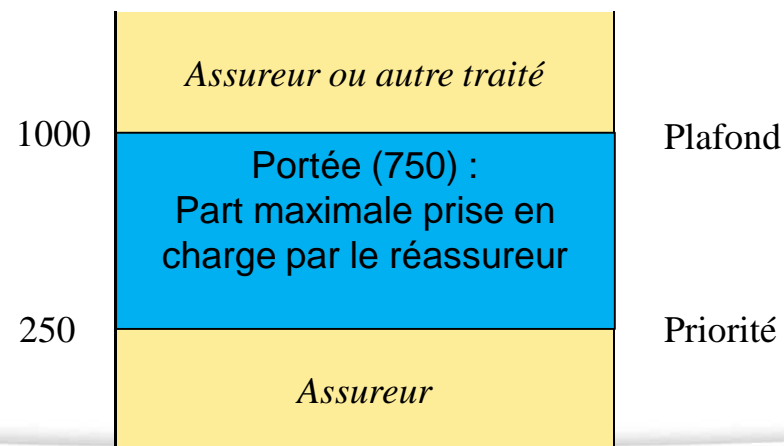 Assureur ou autre traité
1000
Plafond
Portée (750) :
Part maximale prise en
charge par le réassureur
250
Priorité
Assureur